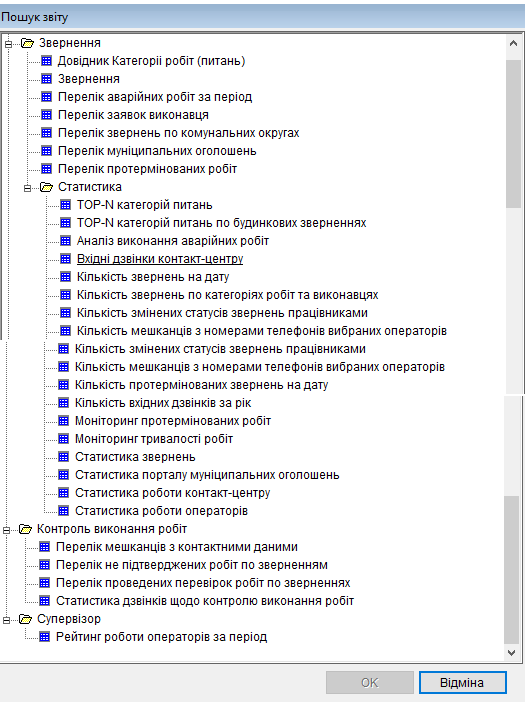 Пошук звіту
Звернення
Довідник Категорії робіт (питань)
Звернення
Перелік аварійних робіт за період
Перелік заявок виконавця
Перелік звернень по комунальних округах
Перелік муніципальних оголошень
Перелік протермінованих робіт
Статистика
TOP-N категорій питань
TOP-N категорій питань по будинкових зверненнях
Аналіз виконання аварійних робіт
Вхідні дзвінки контакт-центру
Кількість звернень на дату
Кількість звернень по категоріях робіт та виконавцях
Кількість змінених статусів звернень працівниками
Кількість мешканців з номерами телефонів вибраних операторів
Кількість змінених статусів звернень працівниками
Кількість мешканців з номерами телефонів вибраних операторів
Кількість протермінованих звернень на дату
Кількість вхідних дзвінків за рік
Моніторинг протермінованих робіт
Моніторинг тривалості робіт
Статистика звернень
Статистика порталу муніципальних оголошень
Статистика роботи контакт-центру
Статистика роботи операторів
Контроль виконання робіт
Перелік мешканців з контактними даними
Перелік не підтверджених робіт по зверненням
Перелік проведених перевірок робіт по зверненнях
Статистика дзвінків щодо контролю виконання робіт
Супервізор
Рейтинг роботи операторів за період
OK
Відміна